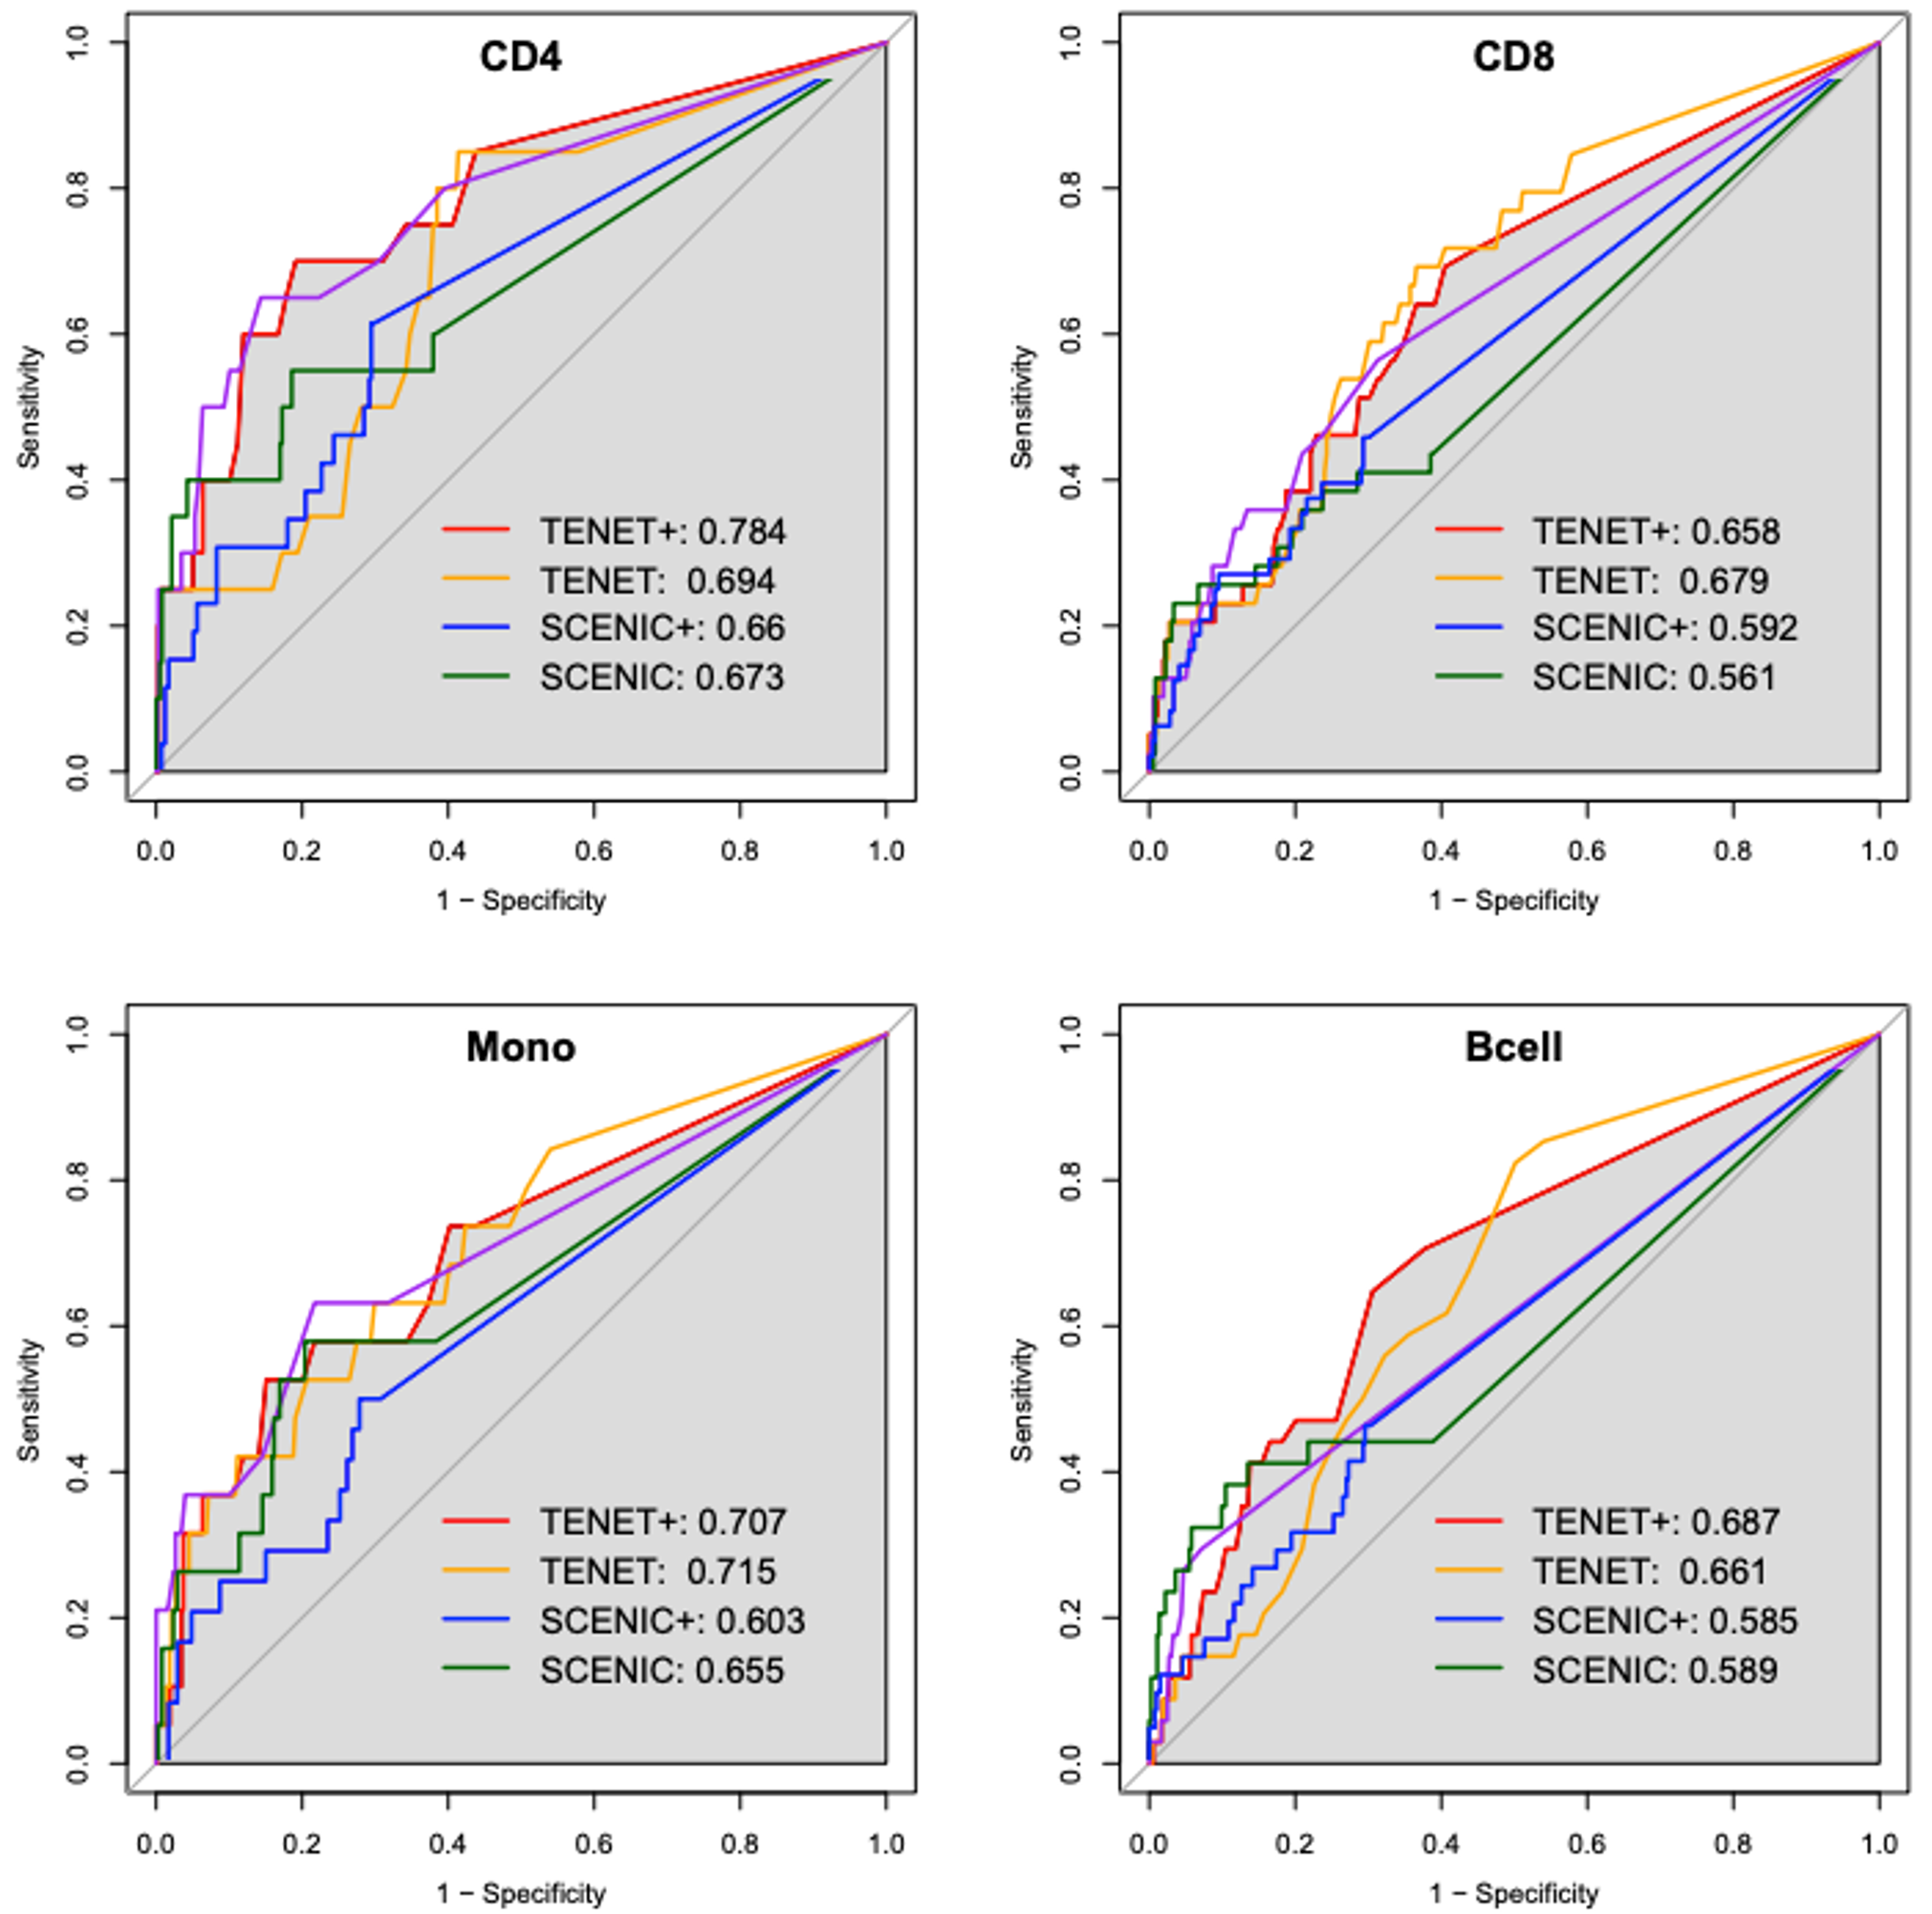 CD4
Sensitivity
1.0
0.8
0.6
0.4
0.2
0.0
TENET+: 0.784
TENET: 0.694
SCENIC+: 0.66
SCENIC: 0.673
0.0 0.2 0.4 0.6 0.8 1.0
1 − Specificity
CD8
Sensitivity
1.0
0.8
0.6
0.4
0.2
0.0
TENET+: 0.658
TENET: 0.679
SCENIC+: 0.592
SCENIC: 0.561
0.0 0.2 0.4 0.6 0.8 1.0
1 − Specificity
Mono
Sensitivity
1.0
0.8
0.6
0.4
0.2
0.0
TENET+: 0.707
TENET: 0.715
SCENIC+: 0.603
SCENIC: 0.655
0.0 0.2 0.4 0.6 0.8 1.0
1 − Specificity
Bcell
Sensitivity
1.0
0.8
0.6
0.4
0.2
0.0
TENET+: 0.687
TENET: 0.661
SCENIC+: 0.585
SCENIC: 0.589
0.0 0.2 0.4 0.6 0.8 1.0
1 − Specificity